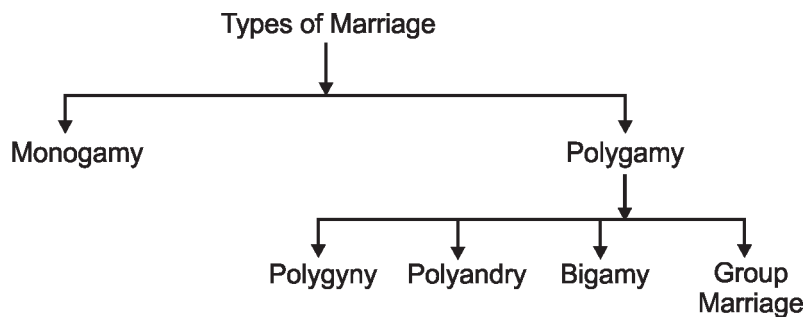 Types of Marriage
Monogamy
Polygamy
Polygyny
Polyandry
Bigamy
Group
Marriage